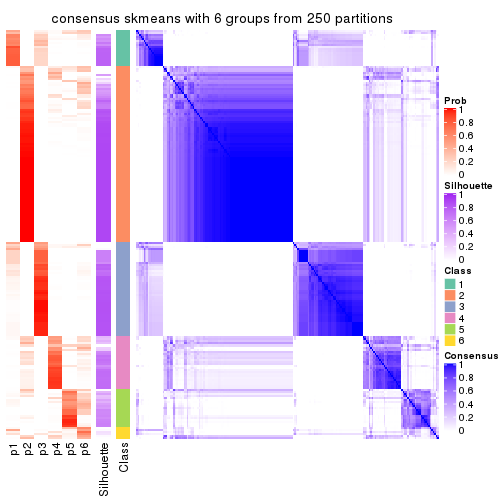 consensus skmeans with 6 groups from 250 partitions
Prob
1
0.8
0.6
0.4
0.2
0
Silhouette
1
0.8
0.6
0.4
0.2
0
Class
1
2
3
4
5
6
Consensus
1
0.8
0.6
0.4
0.2
0
p1
p2
p3
p4
p5
p6
Silhouette
Class